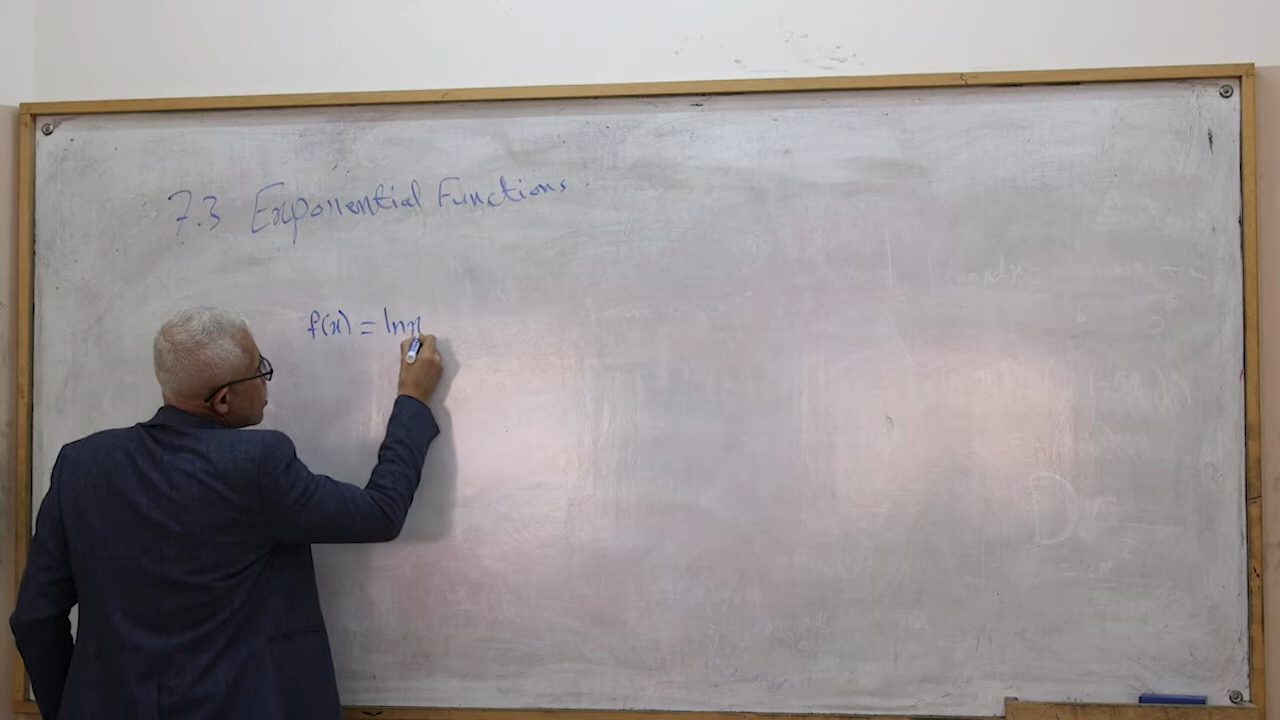 7.3 Exponential Functions
f(x) = ln x